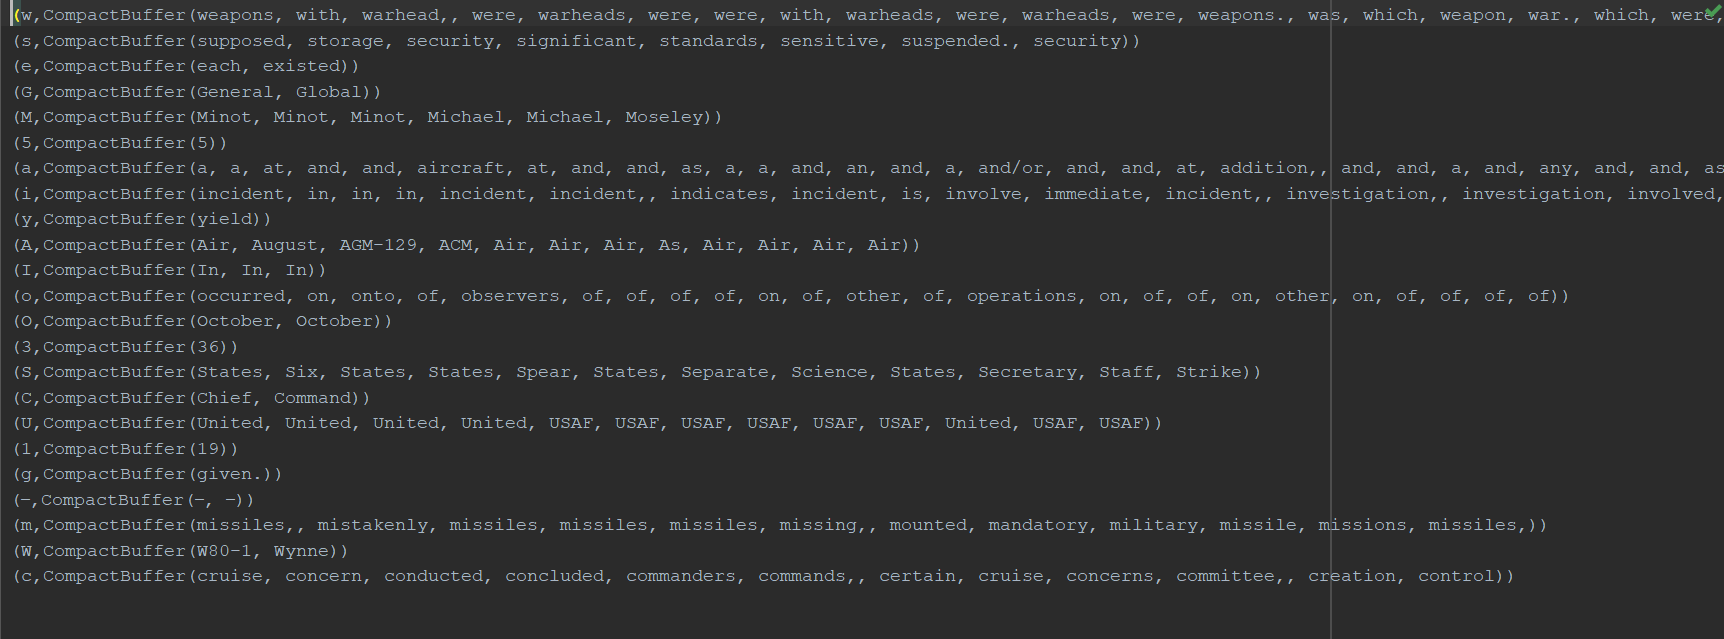 (w,CompactBuffer(weapons, with, warhead,, were, warheads, were, were, with, warheads, were, warheads, were, weapons., was, which, weapon, war., which, were,
(s,CompactBuffer(supposed, storage, security, significant, standards, sensitive, suspended., security))
(e,CompactBuffer(each, existed))
(G,CompactBuffer(General, Global))
(M,CompactBuffer(Minot, Minot, Minot, Michael, Michael, Moseley))
(5,CompactBuffer(5))
(a,CompactBuffer(a, a, at, and, and, aircraft, at, and, and, as, a, a, and, an, and, a, and/or, and, and, at, addition,, and, and, a, and, any, and, and, as
(i,CompactBuffer(incident, in, in, in, incident, incident,, indicates, incident, is, involve, immediate, incident,, investigation,, investigation, involved,
(y,CompactBuffer(yield))
(A,CompactBuffer(Air, August, AGM-129, ACM, Air, Air, Air, As, Air, Air, Air, Air))
(I,CompactBuffer(In, In, In))
(o,CompactBuffer(occurred, on, onto, of, observers, of, of, of, of, on, of, other, of, operations, on, of, of, on, other, on, of, of, of, of))
(O,CompactBuffer(October, October))
(3,CompactBuffer(36))
(S,CompactBuffer(States, Six, States, States, Spear, States, Separate, Science, States, Secretary, Staff, Strike))
(C,CompactBuffer(Chief, Command))
(U,CompactBuffer(United, United, United, United, USAF, USAF, USAF, USAF, USAF, USAF, United, USAF, USAF))
(1,CompactBuffer(19))
(g,CompactBuffer(given.))
(–,CompactBuffer(–, –))
(m,CompactBuffer(missiles,, mistakenly, missiles, missiles, missiles, missing,, mounted, mandatory, military, missile, missions, missiles,))
(W,CompactBuffer(W80-1, Wynne))
(c,CompactBuffer(cruise, concern, conducted, concluded, commanders, commands,, certain, cruise, concerns, committee,, creation, control))